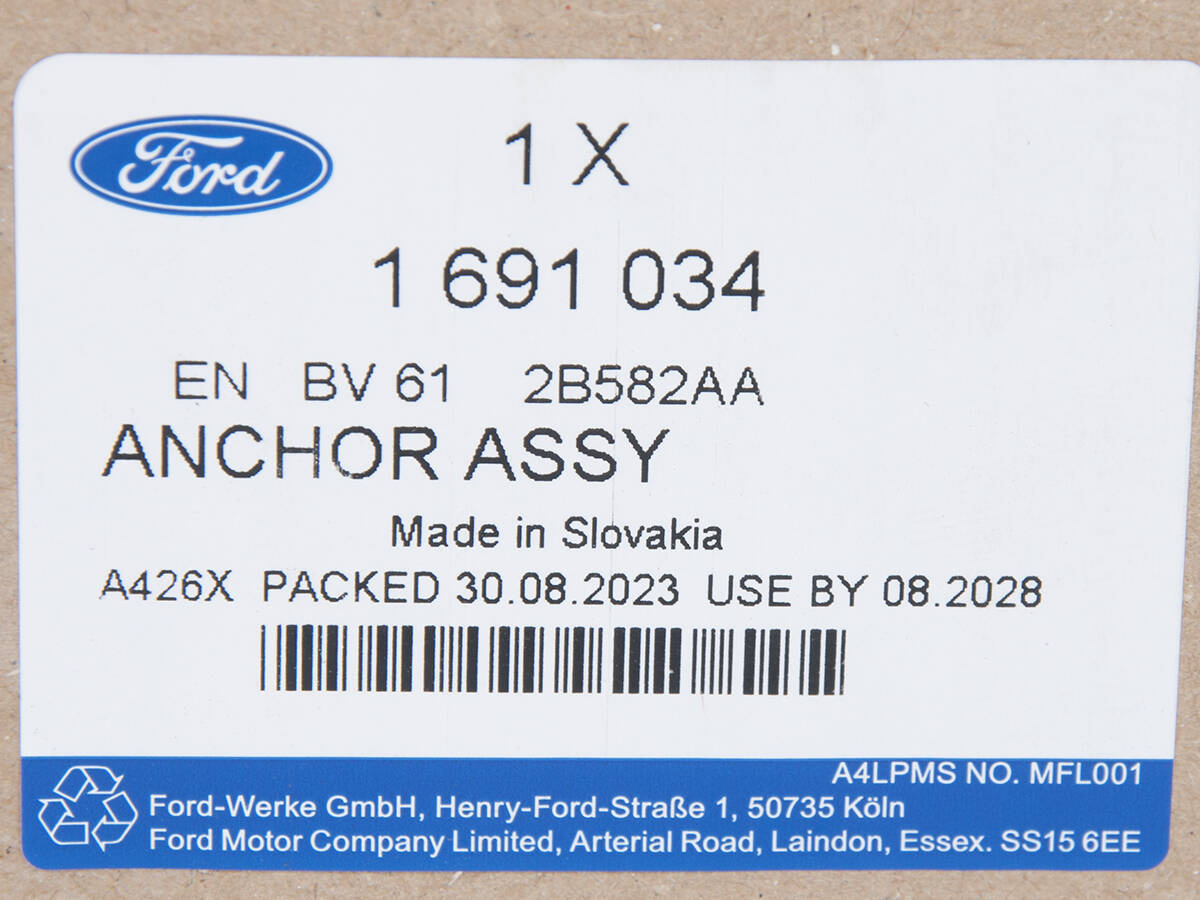 Ford
1 X
1 691 034
EN BV 61 2B582AA
ANCHOR ASSY
Made in Slovakia
A426X PACKED 30.08.2023 USE BY 08.2028
A4LPMS NO. MFL001
Ford-Werke GmbH, Henry-Ford-Straße 1, 50735 Köln
Ford Motor Company Limited, Arterial Road, Laindon, Essex. SS15 6EE